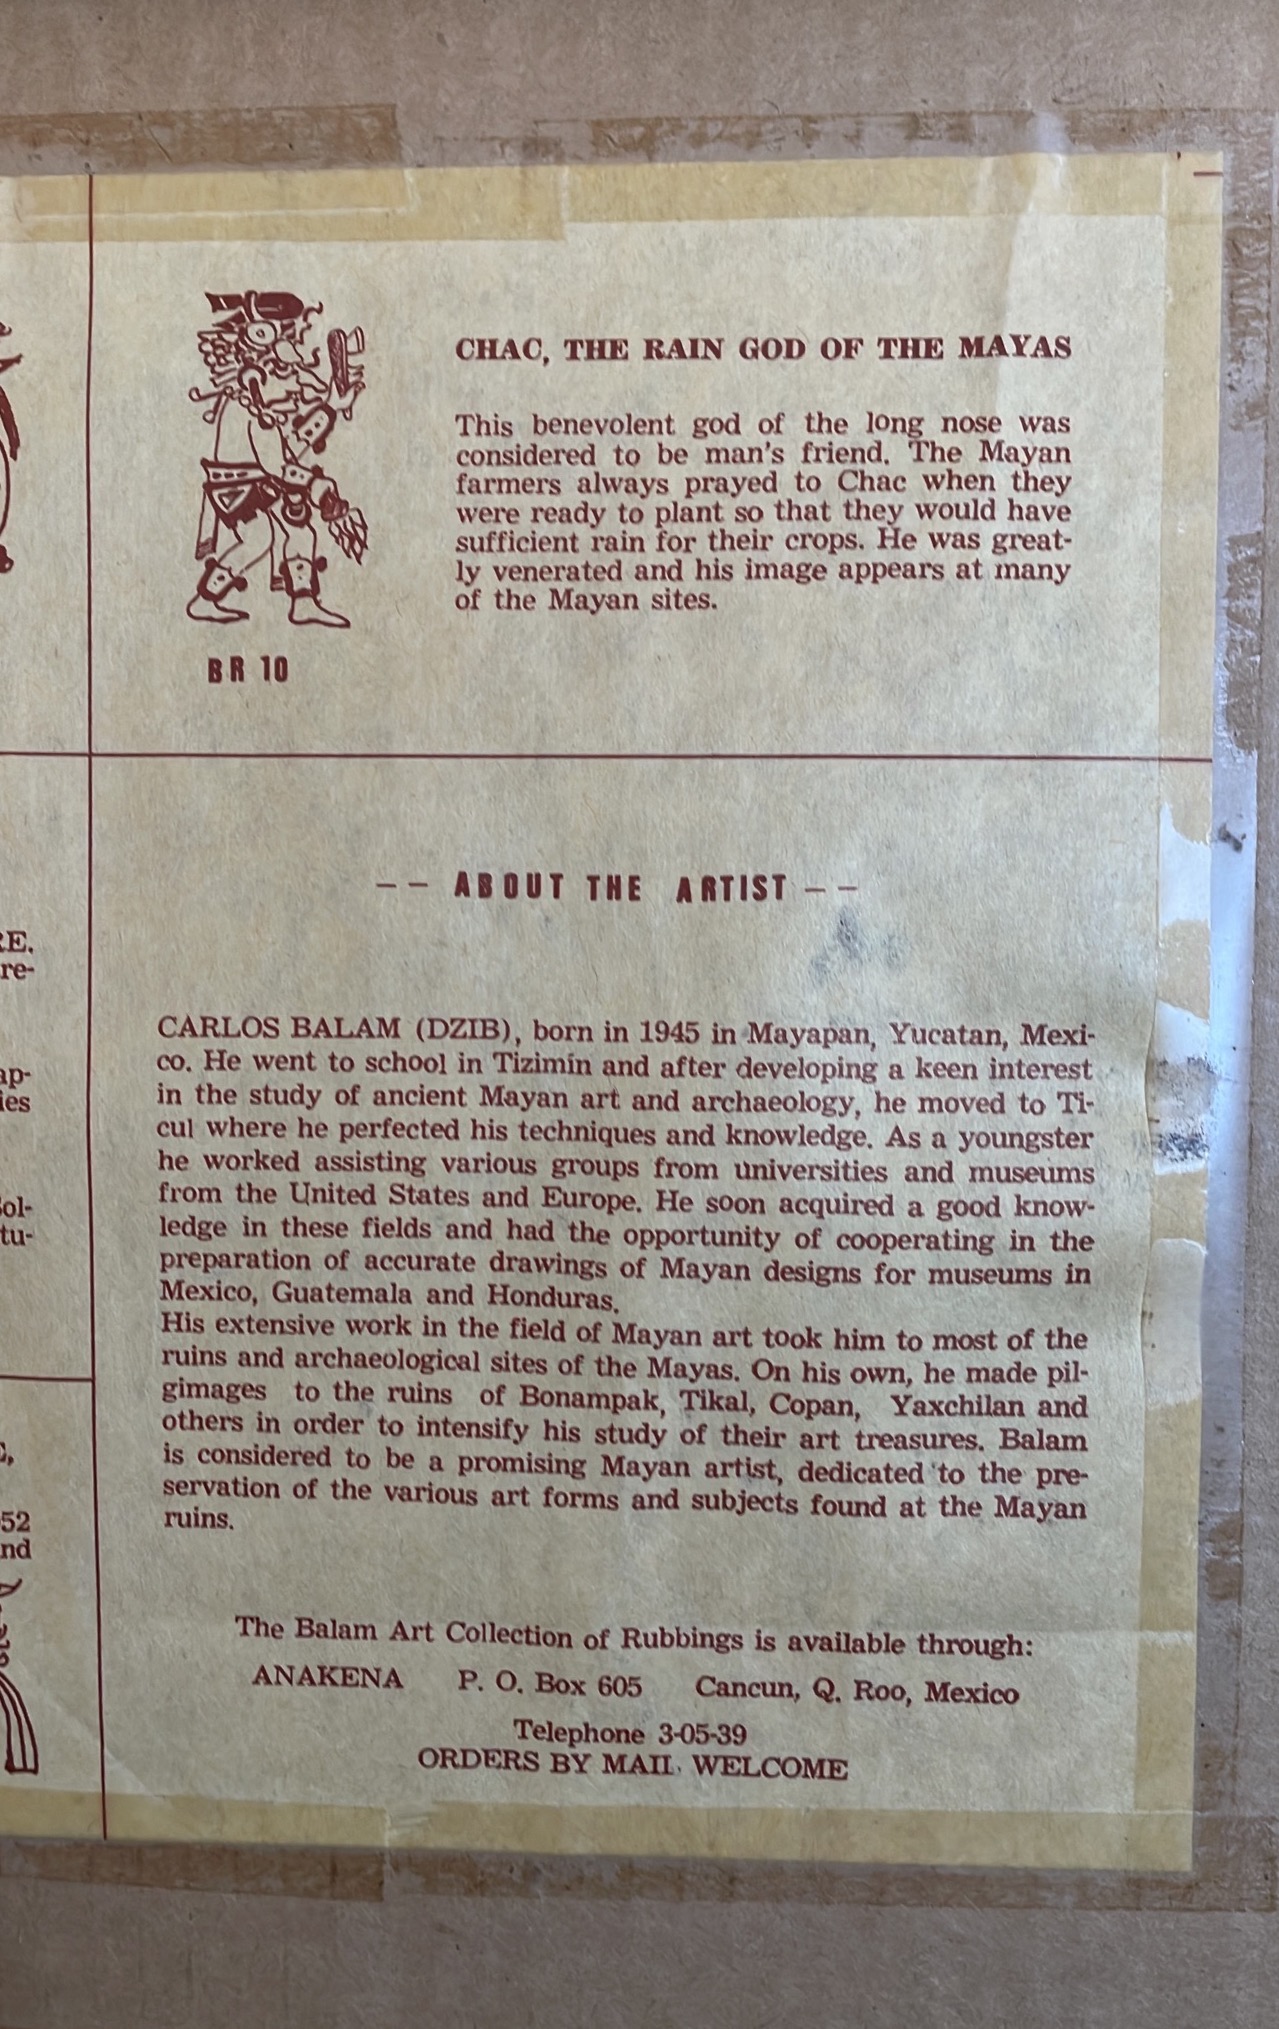 CHAC, THE RAIN GOD OF THE MAYAS
This benevolent god of the long nose was
considered to be man's friend. The Mayan
farmers always prayed to Chac when they
were ready to plant so that they would have
sufficient rain for their crops. He was great-
ly venerated and his image appears at many
of the Mayan sites.
BR 10
RE.
re-
ap-
ies
ol-
tu-
52
nd
-- ABOUT THE ARTIST --
CARLOS BALAM (DZIB), born in 1945 in Mayapan, Yucatan, Mexi-
co. He went to school in Tizimín and after developing a keen interest
in the study of ancient Mayan art and archaeology, he moved to Ti-
cul where he perfected his techniques and knowledge. As a youngster
he worked assisting various groups from universities and museums
from the United States and Europe. He soon acquired a good know-
ledge in these fields and had the opportunity of cooperating in the
preparation of accurate drawings of Mayan designs for museums in
Mexico, Guatemala and Honduras.
His extensive work in the field of Mayan art took him to most of the
ruins and archaeological sites of the Mayas. On his own, he made pil-
gimages to the ruins of Bonampak, Tikal, Copan, Yaxchilan and
others in order to intensify his study of their art treasures. Balam
is considered to be a promising Mayan artist, dedicated to the pre-
servation of the various art forms and subjects found at the Mayan
ruins.
The Balam Art Collection of Rubbings is available through:
ANAKENA P. O. Box 605 Cancun, Q. Roo, Mexico
Telephone 3-05-39
ORDERS BY MAIL WELCOME